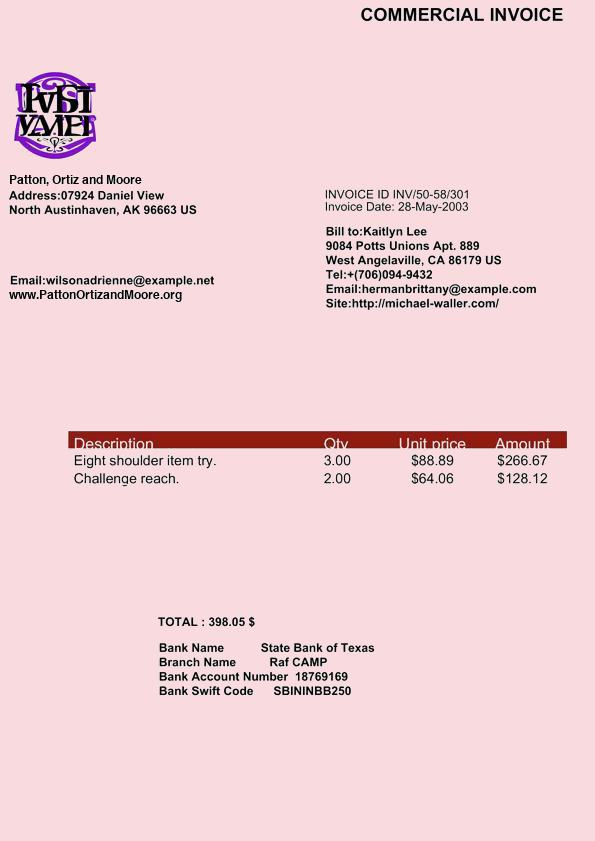 COMMERCIAL INVOICE
Patton, Ortiz and Moore
Address:07924 Daniel View
North Austinhaven, AK 96663 US
Email:wilsonadrienne@example.net
www.PattonOrtizandMoore.org
INVOICE ID INV/50-58/301
Invoice Date: 28-May-2003
Bill to:Kaitlyn Lee
9084 Potts Unions Apt. 889
West Angelaville, CA 86179 US
Tel:+(706)094-9432
Email:hermanbrittany@example.com
Site:http://michael-waller.com/
Description Qty Unit price Amount
Eight shoulder item try. 3.00 $88.89 $266.67
Challenge reach. 2.00 $64.06 $128.12
TOTAL : 398.05 $
Bank Name State Bank of Texas
Branch Name Raf CAMP
Bank Account Number 18769169
Bank Swift Code SBININBB250